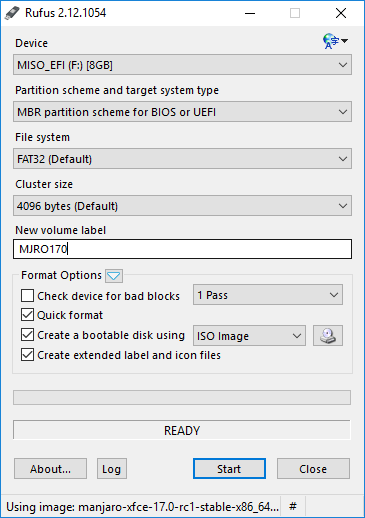 Rufus 2.12.1054
Device
MISO_EFI (F:) [8GB]
Partition scheme and target system type
MBR partition scheme for BIOS or UEFI
File system
FAT32 (Default)
Cluster size
4096 bytes (Default)
New volume label
MJRO170
Format Options
Check device for bad blocks 1 Pass
Quick format
Create a bootable disk using ISO Image
Create extended label and icon files
READY
About... Log Start Close
Using image: manjaro-xfce-17.0-rc1-stable-x86_64... #